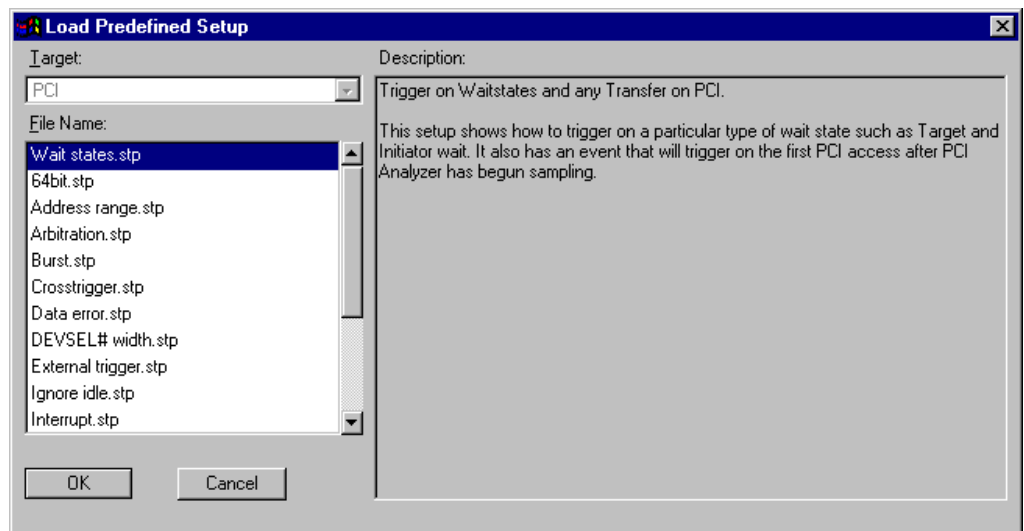 Load Predefined Setup
Target:
PCI
File Name:
Wait states.stp
64bit.stp
Address range.stp
Arbitration.stp
Burst.stp
Crosstrigger.stp
Data error.stp
DEVSEL# width.stp
External trigger.stp
Ignore idle.stp
Interrupt.stp
OK
Cancel
Description:
Trigger on Waitstates and any Transfer on PCI.
This setup shows how to trigger on a particular type of wait state such as Target and
Initiator wait. It also has an event that will trigger on the first PCI access after PCI
Analyzer has begun sampling.